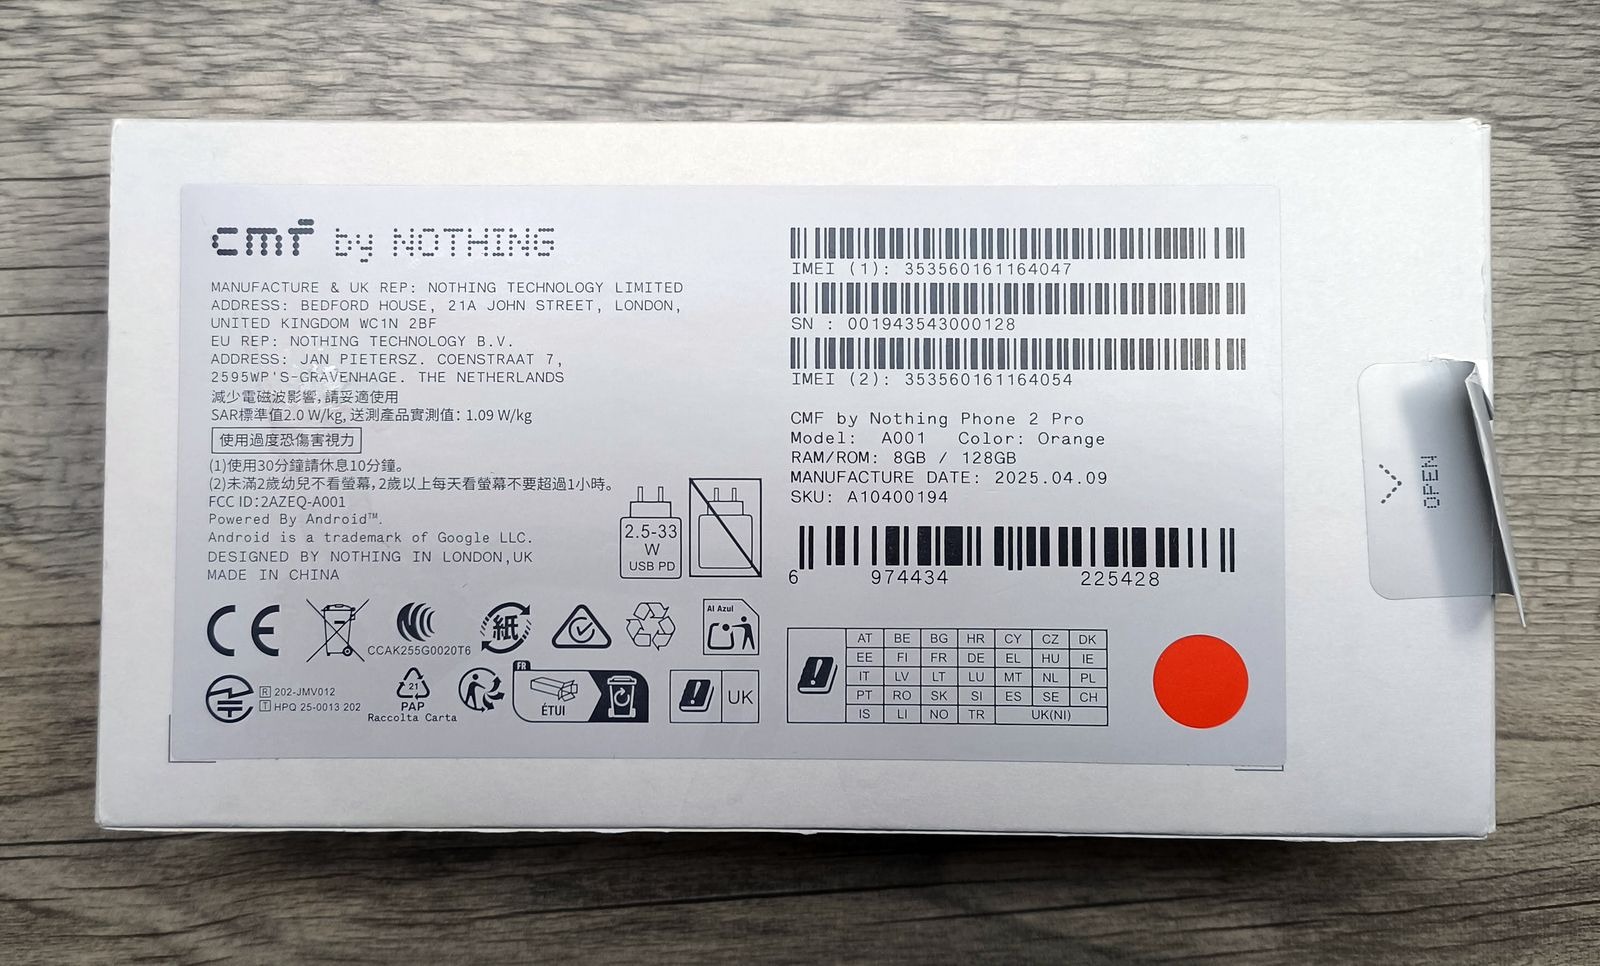 cmf by NOTHING
MANUFACTURE & UK REP: NOTHING TECHNOLOGY LIMITED
ADDRESS: BEDFORD HOUSE, 21A JOHN STREET, LONDON,
UNITED KINGDOM WC1N 2BF
EU REP: NOTHING TECHNOLOGY B.V.
ADDRESS: JAN PIETERSZ. COENSTRAAT 7,
2595WP'S-GRAVENHAGE. THE NETHERLANDS
減少電磁波影響,請妥適使用
SAR標準值2.0 W/kg, 送測產品實測值: 1.09 W/kg
使用過度恐傷害視力
(1)使用30分鐘請休息10分鐘。
(2)未滿2歲幼兒不看螢幕,2歲以上每天看螢幕不要超過1小時。
FCC ID:2AZEQ-A001
Powered By Android™.
Android is a trademark of Google LLC.
DESIGNED BY NOTHING IN LONDON,UK
MADE IN CHINA
2.5-33
W
USB PD
CE
CCAK255G0020T6
紙
Al Azul
R 202-JMV012
T HPQ 25-0013 202
21
PAP
Raccolta Carta
FR
ÉTUI
UK
IMEI (1): 353560161164047
SN : 001943543000128
IMEI (2): 353560161164054
CMF by Nothing Phone 2 Pro
Model: A001 Color: Orange
RAM/ROM: 8GB / 128GB
MANUFACTURE DATE: 2025.04.09
SKU: A10400194
6 974434 225428
AT BE BG HR CY CZ DK
EE FI FR DE EL HU IE
IT LV LT LU MT NL PL
PT RO SK SI ES SE CH
IS LI NO TR UK(NI)
OPEN